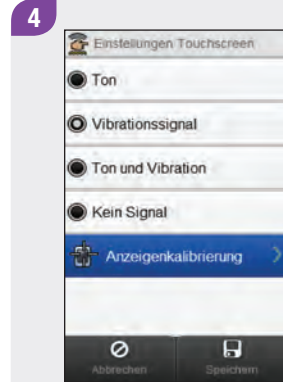 4
Einstellungen Touchscreen
Ton
Vibrationssignal
Ton und Vibration
Kein Signal
Anzeigenkalibrierung
Abbrechen Speichern